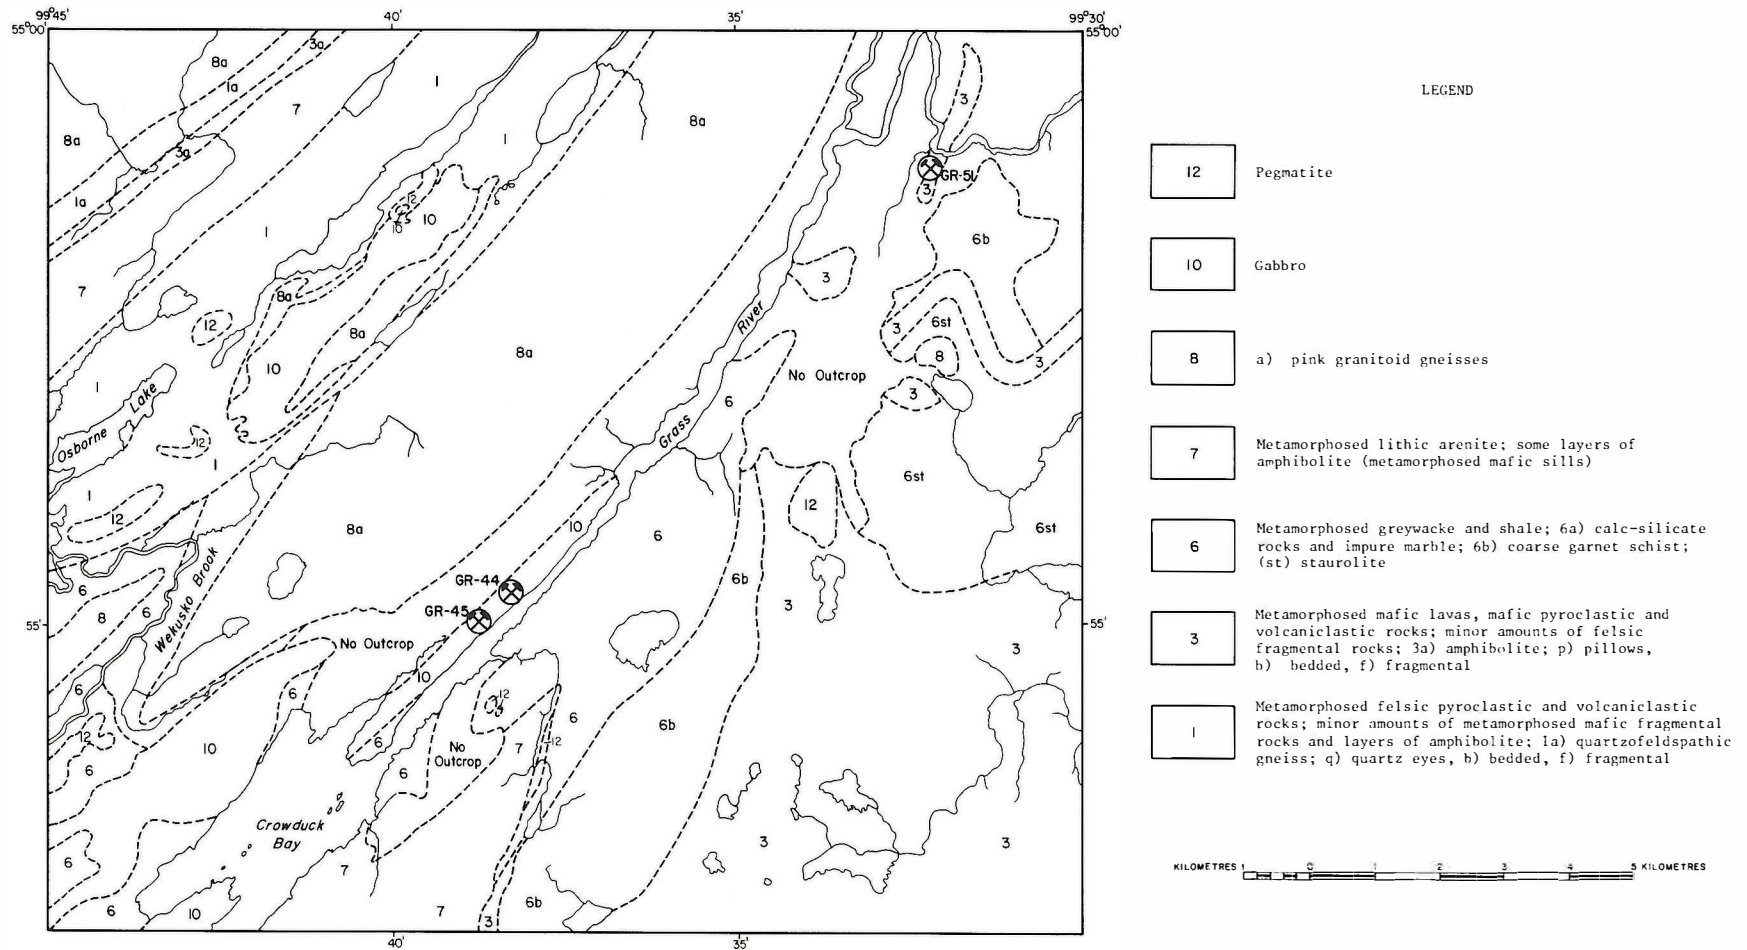 99°45'
40'
35'
99°30'
55°00'
55°00'
3a
8a
1a
1
7
3
8a
8a
1
3a
GR-51
3
1a
12
10
10
1
6b
3
7
8a
River
12
8a
3
6st
8a
8
10
No Outcrop
3
1
Lake
3
6
Osborne
Grass
12
1
6st
1
12
12
10
8a
6
6st
Wekusko Brook
GR-44
6b
6
3
8
6
GR-45
55'
55'
No Outcrop
3
10
6
6
12
6
6b
12
10
6
No
Outcrop
7
12
6
6
Crowduck
Bay
3
3
6
7
6b
6
10
7
3
40'
35'
LEGEND
12 Pegmatite
10 Gabbro
8 a) pink granitoid gneisses
7 Metamorphosed lithic arenite; some layers of
amphibolite (metamorphosed mafic sills)
6 Metamorphosed greywacke and shale; 6a) calc-silicate
rocks and impure marble; 6b) coarse garnet schist;
(st) staurolite
3 Metamorphosed mafic lavas, mafic pyroclastic and
volcaniclastic rocks; minor amounts of felsic
fragmental rocks; 3a) amphibolite; p) pillows,
b) bedded, f) fragmental
1 Metamorphosed felsic pyroclastic and volcaniclastic
rocks; minor amounts of metamorphosed mafic fragmental
rocks and layers of amphibolite; 1a) quartzofeldspathic
gneiss; q) quartz eyes, b) bedded, f) fragmental
KILOMETRES 1 0 1 2 3 4 5 KILOMETRES